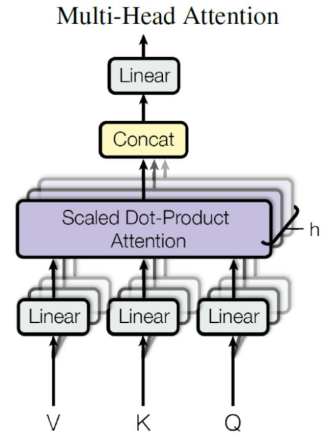 Multi-Head Attention
Linear
Concat
Scaled Dot-Product
Attention
h
Linear Linear Linear
V K Q